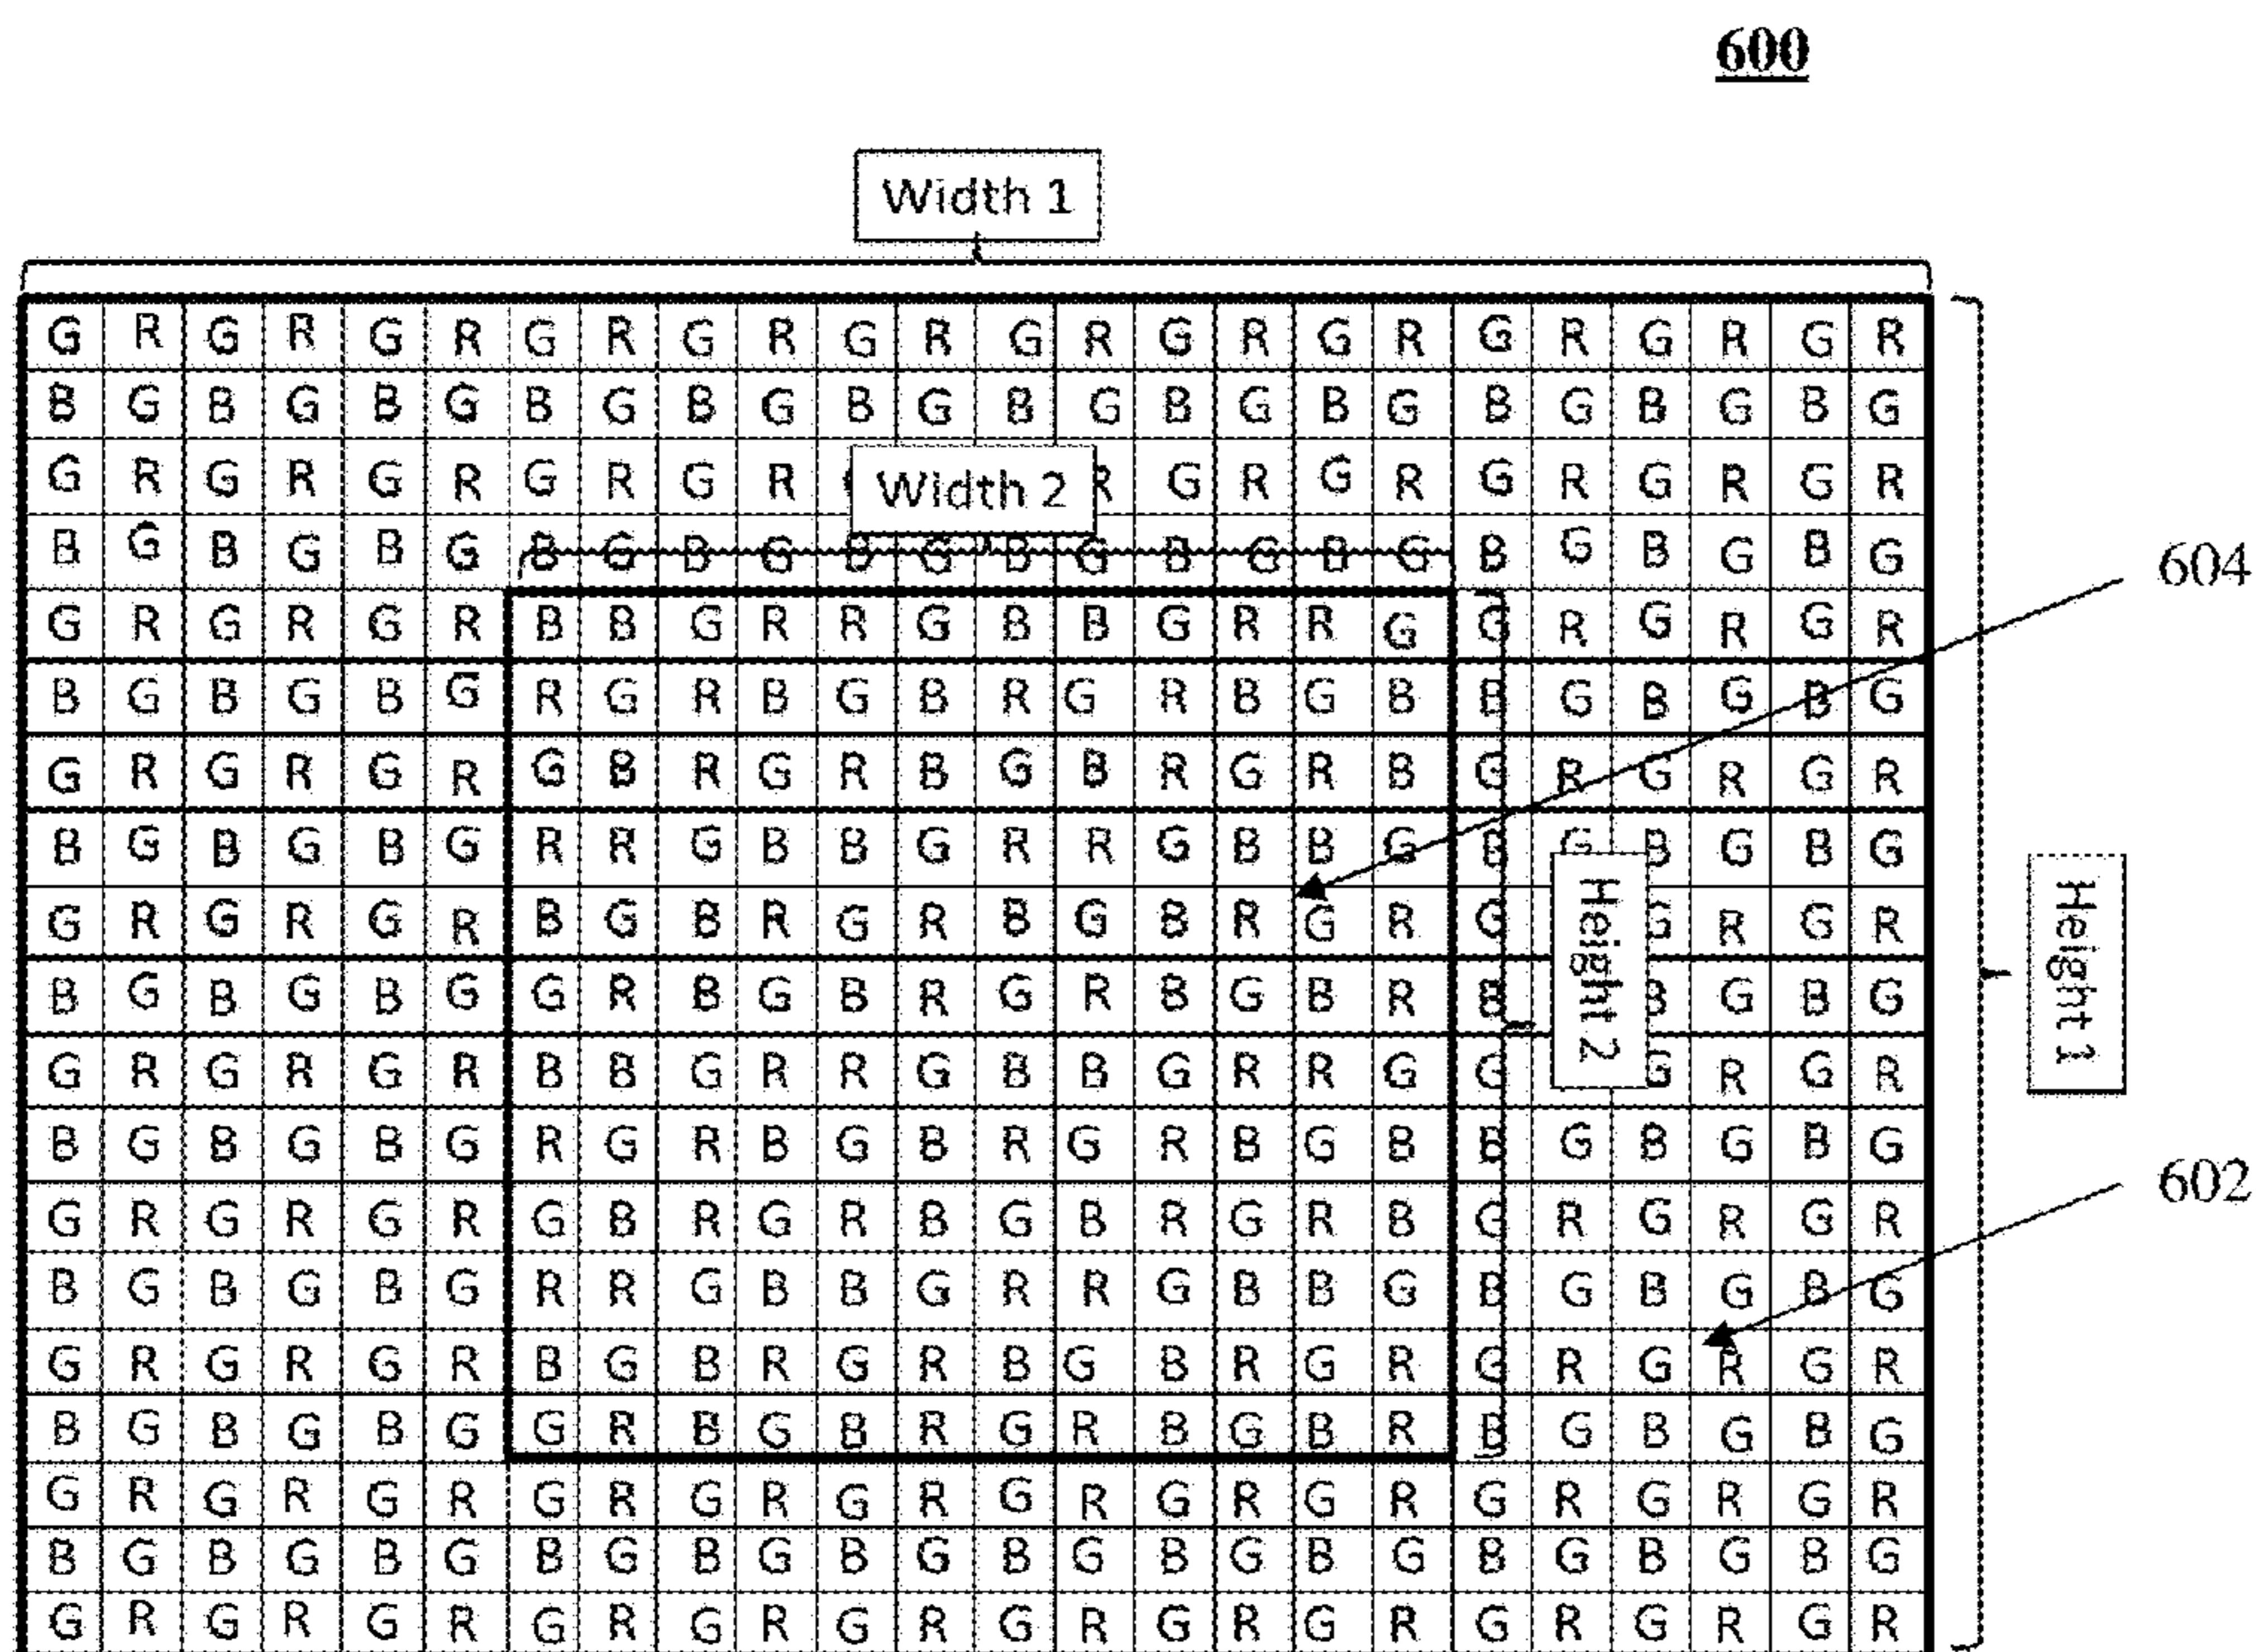 600
Width 1
G R G R G R G R G R G R G R G R G R G R G R G R
B G B G B G B G B G B G B G B G B G B G B G B G
G R G R G R G R G R Width 2 R G R G R G R G R G R
B G B G B G B G B G B G B G B G B G B G B G B G
604
G R G R G R B B G R R G B B G R R G G R G R G R
B G B G B G R G R B G B R G R B G B B G B G B G
G R G R G R G B R G R B G B R G R B G R G R G R
B G B G B G R R G B B G R R G B B G B G B G B G
Height 2
Height 1
G R G R G R B G B R G R B G B R G R G G R G R
B G B G B G G R B G B R G R B G B R B B G B G
G R G R G R B B G R R G B B G R R G G G R G R
B G B G B G R G R B G B R G R B G B B G B G B G
602
G R G R G R G B R G R B G B R G R B G R G R G R
B G B G B G R R G B B G R R G B B G B G B G B G
G R G R G R B G B R G R B G B R G R G R G R G R
B G B G B G G R B G B R G R B G B R B G B G B G
G R G R G R G R G R G R G R G R G R G R G R G R
B G B G B G B G B G B G B G B G B G B G B G B G
G R G R G R G R G R G R G R G R G R G R G R G R